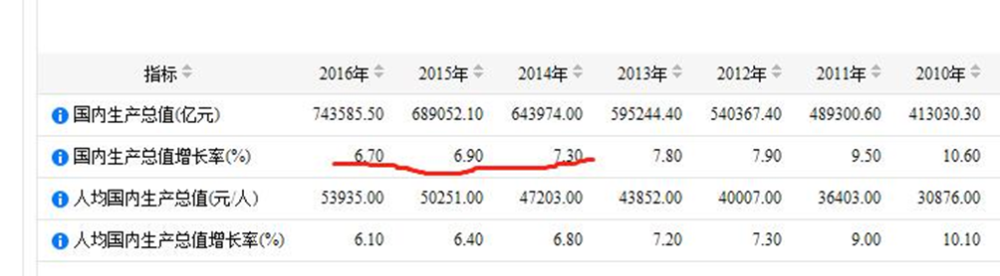 指标 2016年 2015年 2014年 2013年 2012年 2011年 2010年
国内生产总值(亿元) 743585.50 689052.10 643974.00 595244.40 540367.40 489300.60 413030.30
国内生产总值增长率(%) 6.70 6.90 7.30 7.80 7.90 9.50 10.60
人均国内生产总值(元/人) 53935.00 50251.00 47203.00 43852.00 40007.00 36403.00 30876.00
人均国内生产总值增长率(%) 6.10 6.40 6.80 7.20 7.30 9.00 10.10